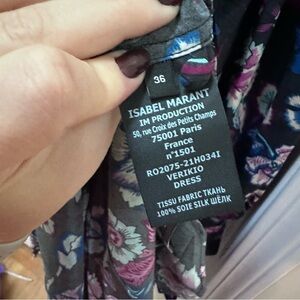 36
ISABEL MARANT
IM PRODUCTION
50, rue Croix des Petits Champs
75001 Paris
France
n°1501
RO2075-21H034I
VERIKIO
DRESS
TISSU FABRIC ТКАНЬ
100% SOIE SILK ШЁЛК